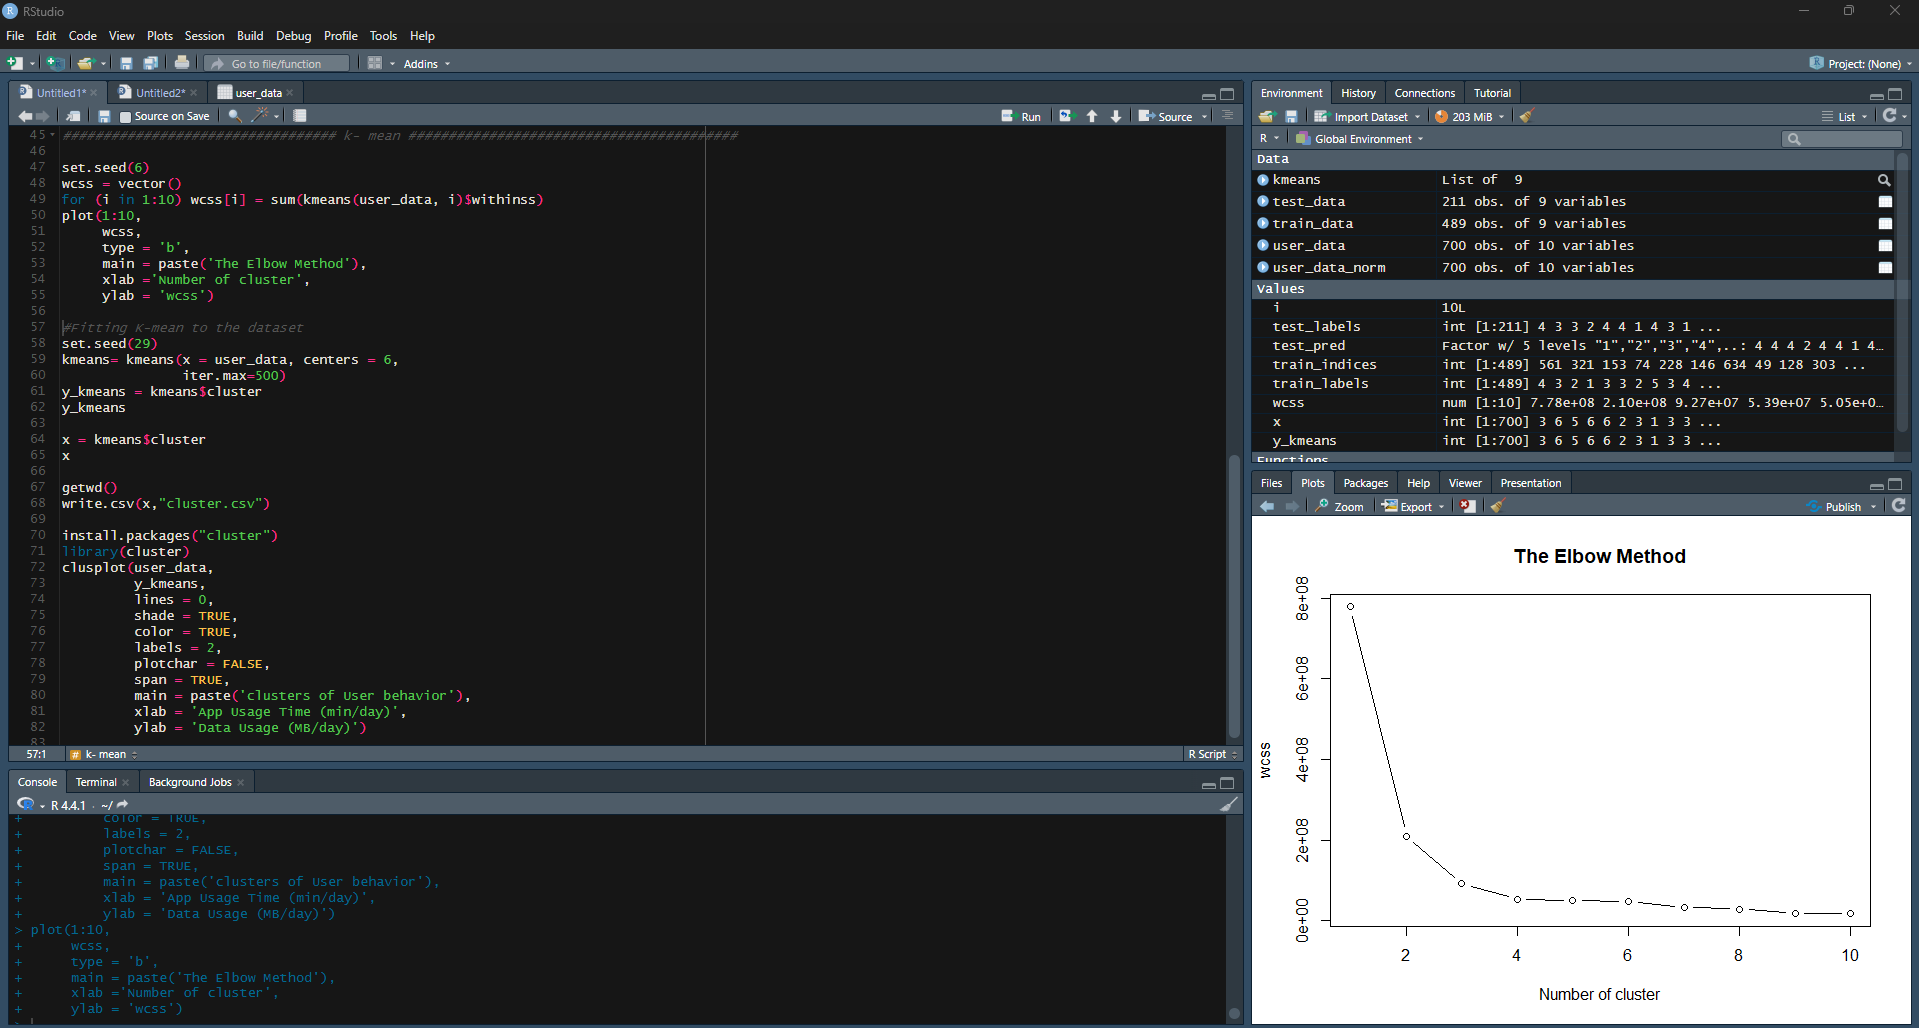 RStudio
File Edit Code View Plots Session Build Debug Profile Tools Help
Go to file/function Addins Project: (None)
Untitled1* Untitled2* user_data
Source on Save Run Source
45 ################################## k- mean #########################################
46
47 set.seed(6)
48 wcss = vector()
49 for (i in 1:10) wcss[i] = sum(kmeans(user_data, i)$withinss)
50 plot(1:10,
51 wcss,
52 type = 'b',
53 main = paste('The Elbow Method'),
54 xlab ='Number of cluster',
55 ylab = 'wcss')
56
57 #Fitting K-mean to the dataset
58 set.seed(29)
59 kmeans= kmeans(x = user_data, centers = 6,
60 iter.max=500)
61 y_kmeans = kmeans$cluster
62 y_kmeans
63
64 x = kmeans$cluster
65 x
66
67 getwd()
68 write.csv(x,"cluster.csv")
69
70 install.packages("cluster")
71 library(cluster)
72 clusplot(user_data,
73 y_kmeans,
74 lines = 0,
75 shade = TRUE,
76 color = TRUE,
77 labels = 2,
78 plotchar = FALSE,
79 span = TRUE,
80 main = paste('clusters of User behavior'),
81 xlab = 'App Usage Time (min/day)',
82 ylab = 'Data Usage (MB/day)')
83
57:1 # k- mean R Script
Console Terminal Background Jobs
R R 4.4.1 · ~/
+ color = TRUE,
+ labels = 2,
+ plotchar = FALSE,
+ span = TRUE,
+ main = paste('clusters of User behavior'),
+ xlab = 'App Usage Time (min/day)',
+ ylab = 'Data Usage (MB/day)')
> plot(1:10,
+ wcss,
+ type = 'b',
+ main = paste('The Elbow Method'),
+ xlab ='Number of cluster',
+ ylab = 'wcss')
Environment History Connections Tutorial
Import Dataset 203 MiB List
R Global Environment
Data
kmeans List of 9
test_data 211 obs. of 9 variables
train_data 489 obs. of 9 variables
user_data 700 obs. of 10 variables
user_data_norm 700 obs. of 10 variables
Values
i 10L
test_labels int [1:211] 4 3 3 2 4 4 1 4 3 1 ...
test_pred Factor w/ 5 levels "1","2","3","4",..: 4 4 4 2 4 4 1 4…
train_indices int [1:489] 561 321 153 74 228 146 634 49 128 303 ...
train_labels int [1:489] 4 3 2 1 3 3 2 5 3 4 ...
wcss num [1:10] 7.78e+08 2.10e+08 9.27e+07 5.39e+07 5.05e+0…
x int [1:700] 3 6 5 6 6 2 3 1 3 3 ...
y_kmeans int [1:700] 3 6 5 6 6 2 3 1 3 3 ...
Functions
Files Plots Packages Help Viewer Presentation
Zoom Export Publish
The Elbow Method
8e+08
6e+08
4e+08
2e+08
0e+00
wcss
2 4 6 8 10
Number of cluster